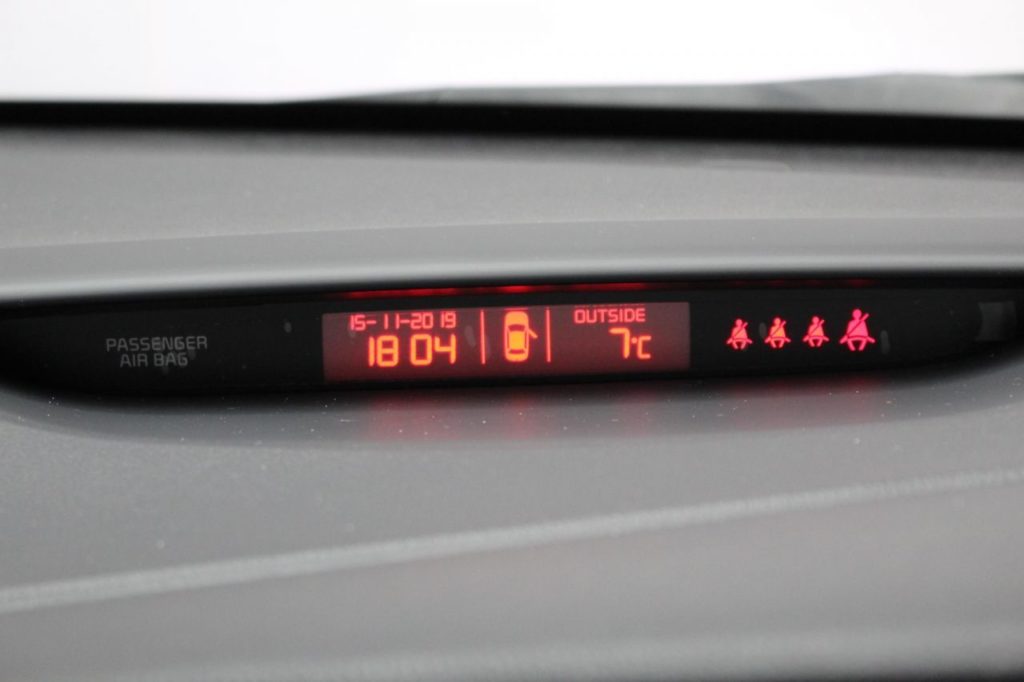 PASSENGER
AIR BAG
15-11-2019
18 04
OUTSIDE
7°C